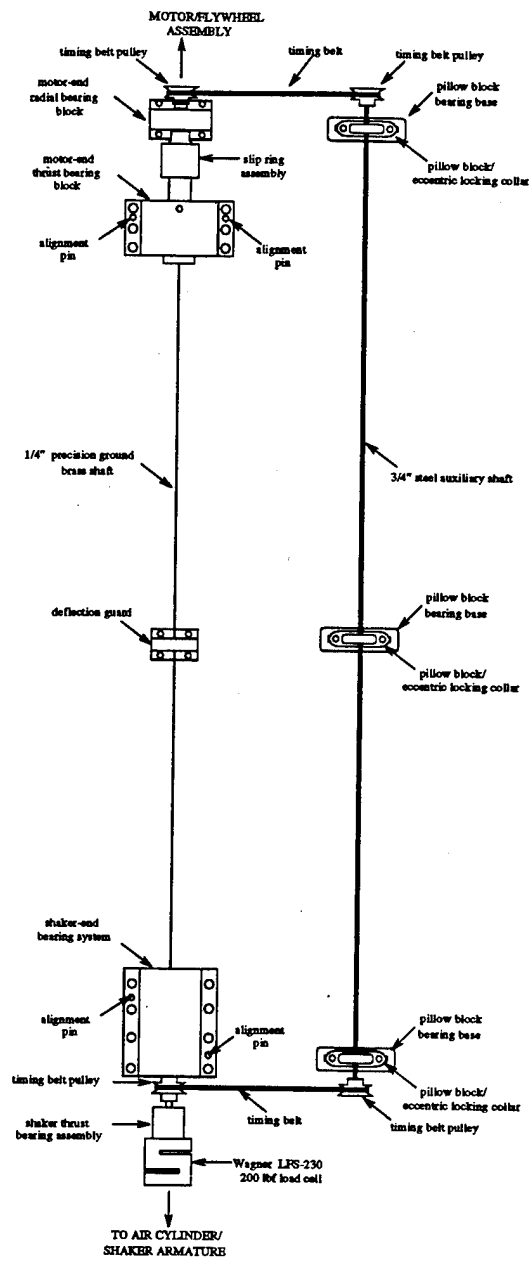 MOTOR/FLYWHEEL
ASSEMBLY
timing belt pulley
timing belt
timing belt pulley
motor-end
radial bearing
block
pillow block
bearing base
motor-end
thrust bearing
block
slip ring
assembly
pillow block/
eccentric locking collar
alignment
pin
alignment
pin
1/4" precision ground
brass shaft
3/4" steel auxiliary shaft
deflection guard
pillow block
bearing base
pillow block/
eccentric locking collar
shaker-end
bearing system
alignment
pin
alignment
pin
pillow block
bearing base
timing belt pulley
timing belt
pillow block/
eccentric locking collar
timing belt pulley
shaker thrust
bearing assembly
Wagner LFS-230
200 lbf load cell
TO AIR CYLINDER/
SHAKER ARMATURE